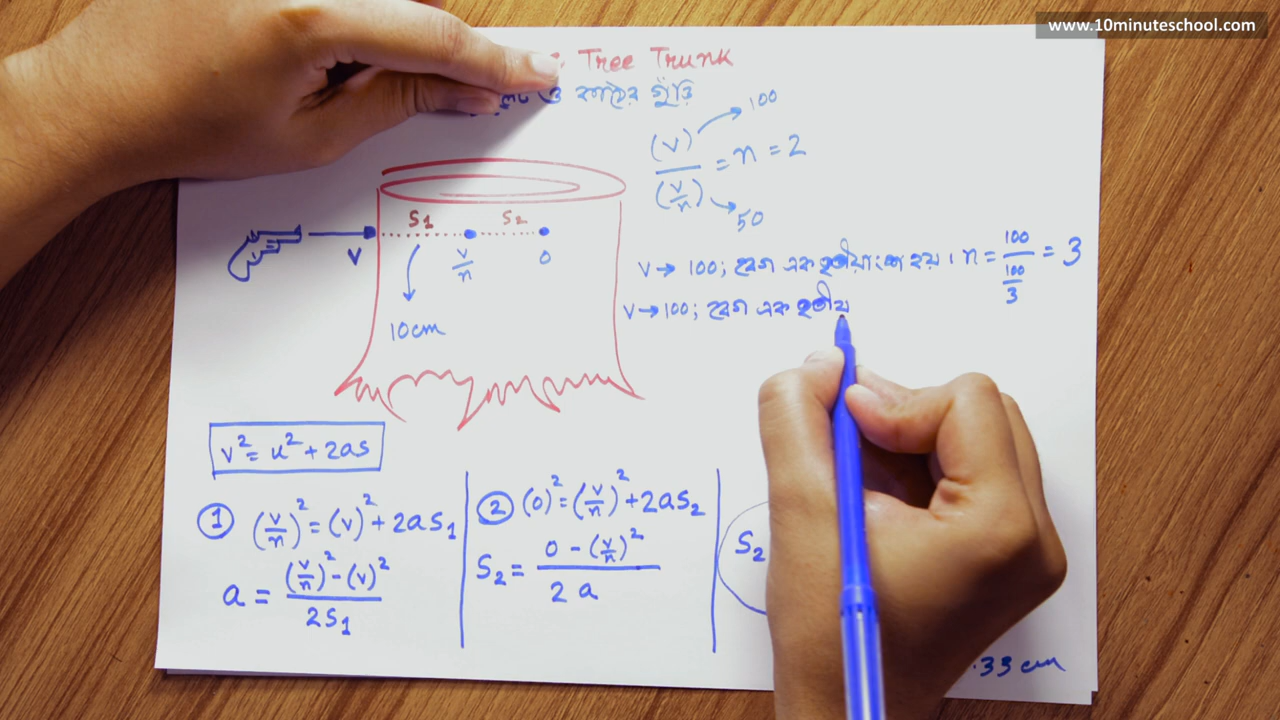 www.10minuteschool.com
Tree Trunk
ও কাঠের গুঁড়ি
(v) → 100
(v/n) → 50
= n = 2
S1 S2
V v/n 0
10cm
V → 100; বেগ এক তৃতীয়াংশ হয়। n = 100/(100/3) = 3
V → 100; বেগ এক তৃতীয়
v² = u² + 2as
① (v/n)² = (v)² + 2aS1
a = ((v/n)² - (v)²)/2S1
② (0)² = (v/n)² + 2aS2
S2 = (0 - (v/n)²)/2a
S2
.33 cm